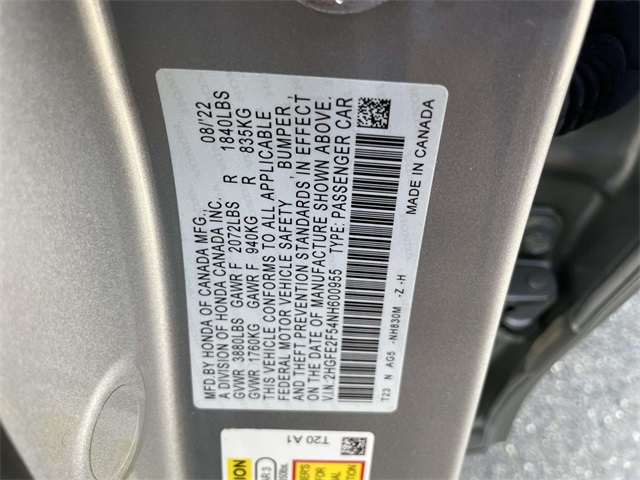 MFD.BY HONDA OF CANADA MFG., 08/'22
A DIVISION OF HONDA CANADA INC.
GVWR 3880LBS GAWR F 2072LBS R 1840LBS
GVWR 1760KG GAWR F 940KG R 835KG
THIS VEHICLE CONFORMS TO ALL APPLICABLE
FEDERAL MOTOR VEHICLE SAFETY, BUMPER,
AND THEFT PREVENTION STANDARDS IN EFFECT
ON THE DATE OF MANUFACTURE SHOWN ABOVE.
V.I.N.:2HGFE2F54NH600955 TYPE: PASSENGER CAR
T23 N AG5 -NH830M -Z -H
MADE IN CANADA
T20 A1